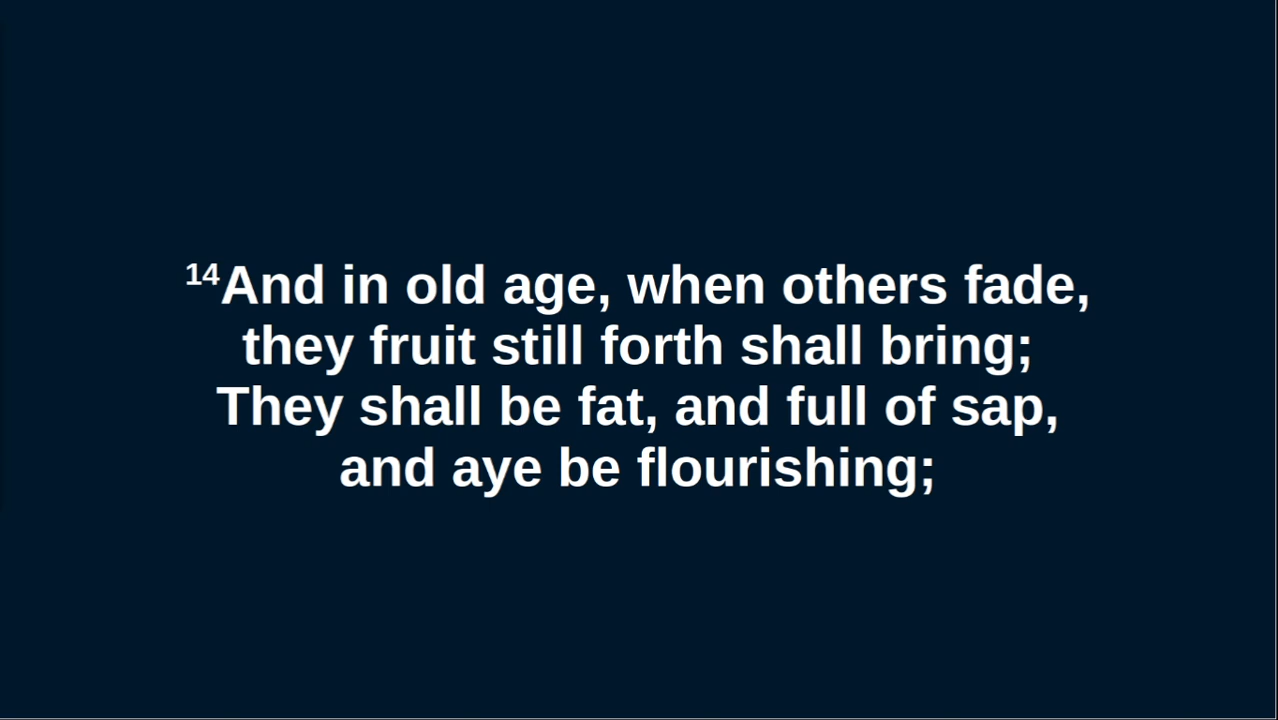 14And in old age, when others fade,
they fruit still forth shall bring;
They shall be fat, and full of sap,
and aye be flourishing;